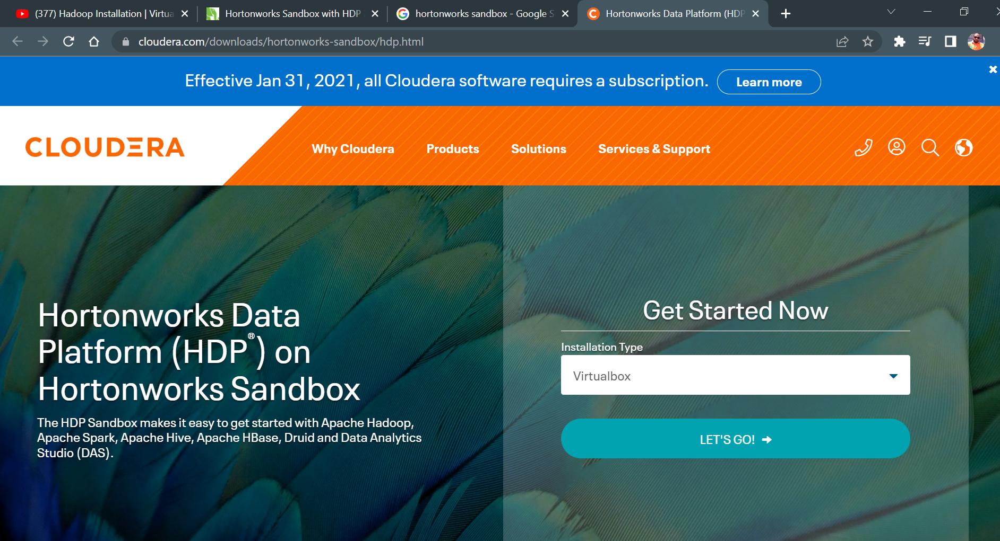 (377) Hadoop Installation | Virtua
Hortonworks Sandbox with HDP
hortonworks sandbox - Google S
Hortonworks Data Platform (HDP
cloudera.com/downloads/hortonworks-sandbox/hdp.html
Effective Jan 31, 2021, all Cloudera software requires a subscription.
Learn more
CLOUDERA
Why Cloudera
Products
Solutions
Services & Support
Hortonworks Data
Platform (HDP®) on
Hortonworks Sandbox
The HDP Sandbox makes it easy to get started with Apache Hadoop,
Apache Spark, Apache Hive, Apache HBase, Druid and Data Analytics
Studio (DAS).
Get Started Now
Installation Type
Virtualbox
LET'S GO!